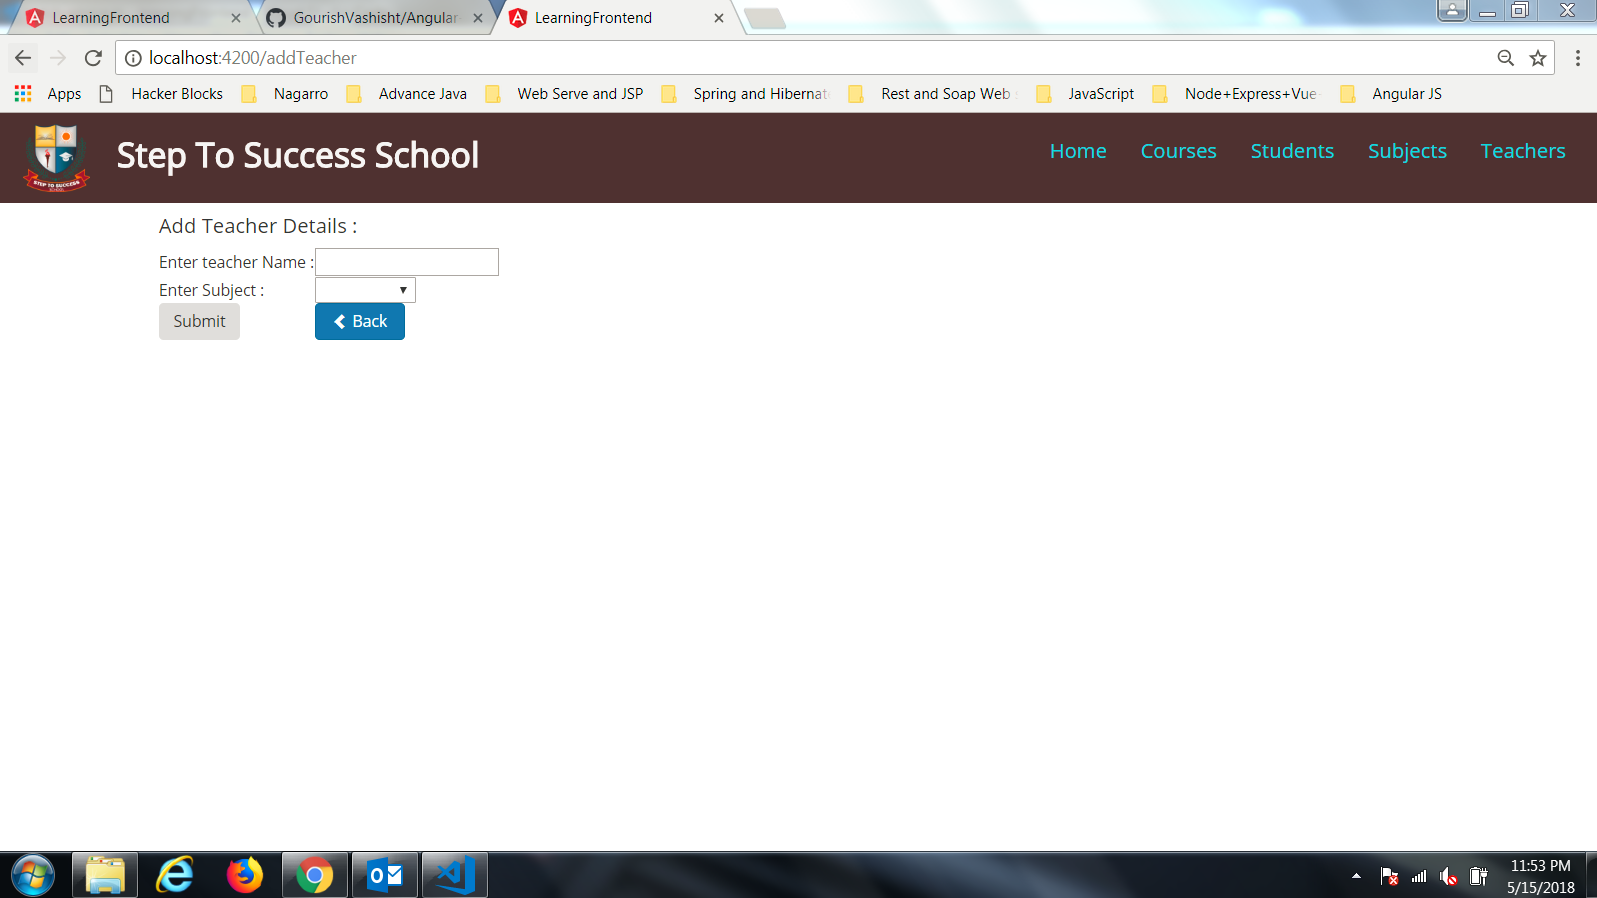 LearningFrontend
GourishVashisht/Angular
LearningFrontend
localhost:4200/addTeacher
Apps
Hacker Blocks
Nagarro
Advance Java
Web Serve and JSP
Spring and Hibernat
Rest and Soap Web
JavaScript
Node+Express+Vue
Angular JS
STEP TO SUCCESS
SCHOOL
Step To Success School
Home
Courses
Students
Subjects
Teachers
Add Teacher Details :
Enter teacher Name :
Enter Subject :
Submit
Back
11:53 PM
5/15/2018